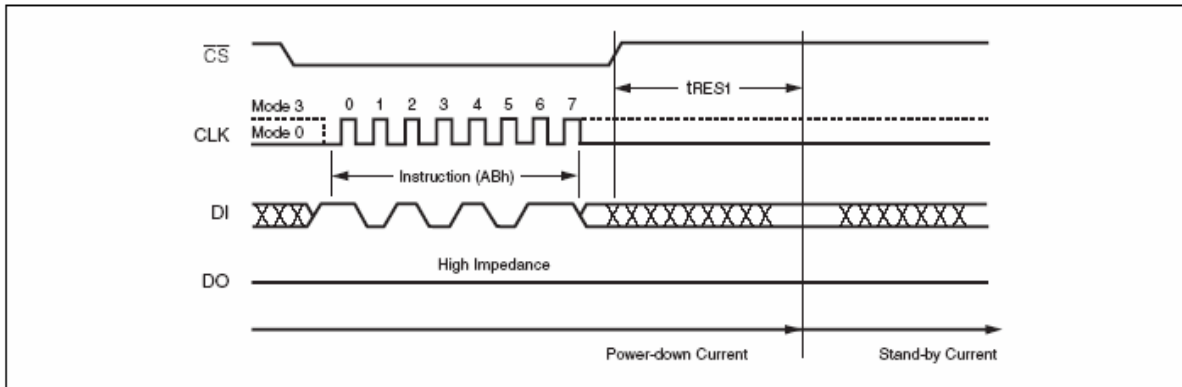 CS
tRES1
Mode 3 0 1 2 3 4 5 6 7
CLK Mode 0
Instruction (ABh)
DI
High Impedance
DO
Power-down Current Stand-by Current